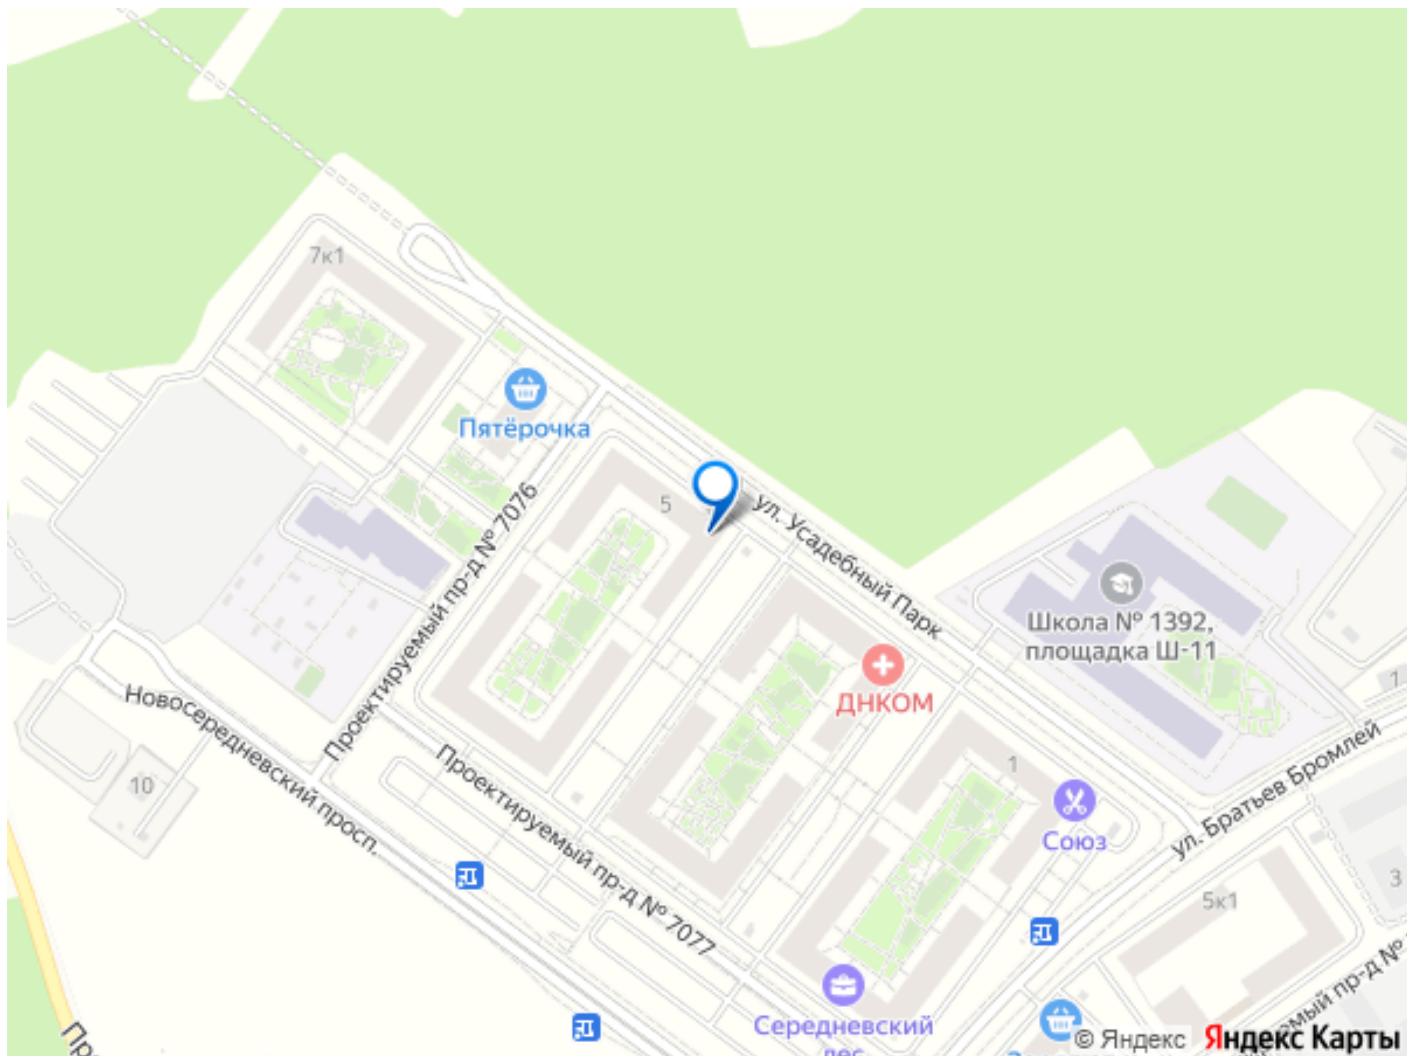 7к1
Пятёрочка
5
ул. Усадебный Парк
Проектируемый пр-д № 7076
Школа № 1392,
площадка Ш-11
ДНКОМ
1
Новосередневский просп.
10
Проектируемый пр-д № 7077
1
Союз
ул. Братьев Бромлей
3
5к1
Середневский
лес
© Яндекс Яндекс Карты